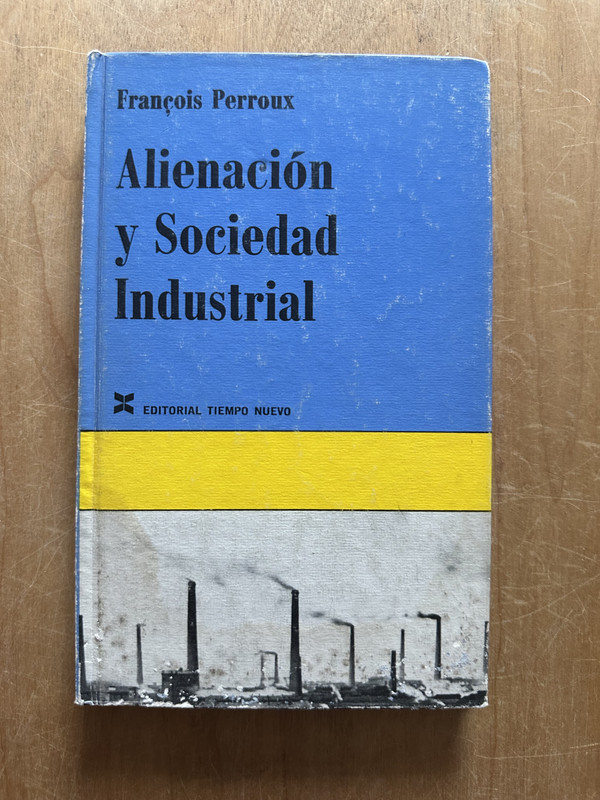 François Perroux
Alienación
y Sociedad
Industrial
EDITORIAL TIEMPO NUEVO